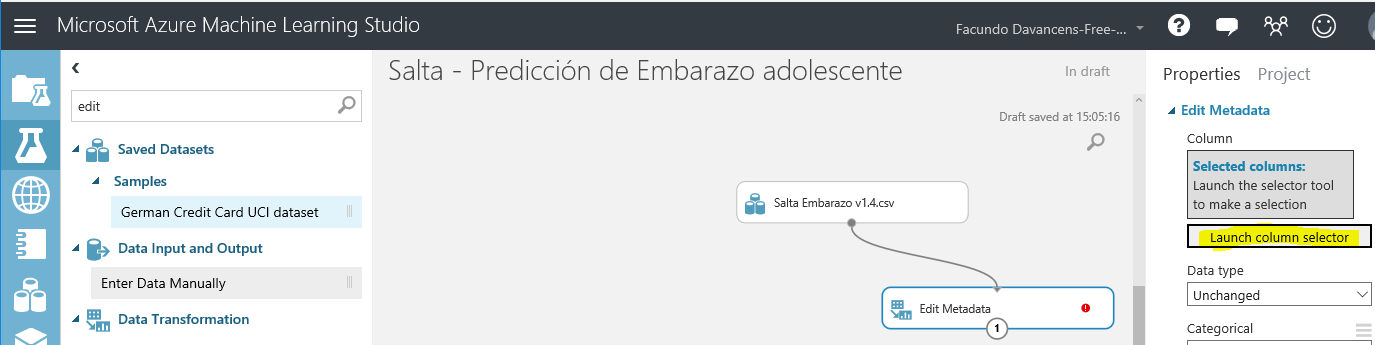 Microsoft Azure Machine Learning Studio
Facundo Davancens-Free-...
edit
Saved Datasets
Samples
German Credit Card UCI dataset
Data Input and Output
Enter Data Manually
Data Transformation
Salta - Predicción de Embarazo adolescente
In draft
Draft saved at 15:05:16
Salta Embarazo v1.4.csv
Edit Metadata
1
Properties
Project
Edit Metadata
Column
Selected columns:
Launch the selector tool
to make a selection
Launch column selector
Data type
Unchanged
Categorical